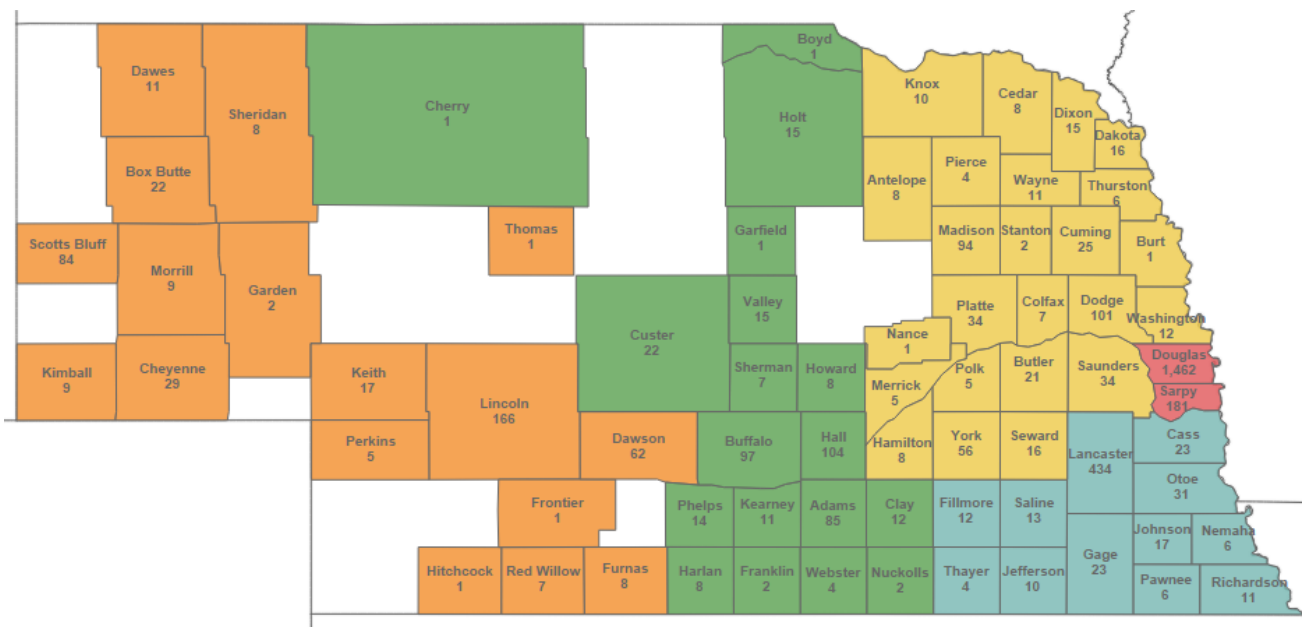 Boyd
1
Dawes
11
Sheridan
8
Cherry
1
Holt
15
Knox
10
Cedar
8
Dixon
15
Dakota
16
Box Butte
22
Antelope
8
Pierce
4
Wayne
11
Thurston
6
Scotts Bluff
84
Morrill
9
Garden
2
Thomas
1
Garfield
1
Madison
94
Stanton
2
Cuming
25
Burt
1
Custer
22
Valley
15
Nance
1
Platte
34
Colfax
7
Dodge
101
Washington
12
Kimball
9
Cheyenne
29
Keith
17
Lincoln
166
Sherman
7
Howard
8
Merrick
5
Polk
5
Butler
21
Saunders
34
Douglas
1,462
Sarpy
181
Perkins
5
Dawson
62
Buffalo
97
Hall
104
Hamilton
8
York
56
Seward
16
Lancaster
434
Cass
23
Otoe
31
Frontier
1
Phelps
14
Kearney
11
Adams
85
Clay
12
Fillmore
12
Saline
13
Johnson
17
Nemaha
6
Hitchcock
1
Red Willow
7
Furnas
8
Harlan
8
Franklin
2
Webster
4
Nuckolls
2
Thayer
4
Jefferson
10
Gage
23
Pawnee
6
Richardson
11